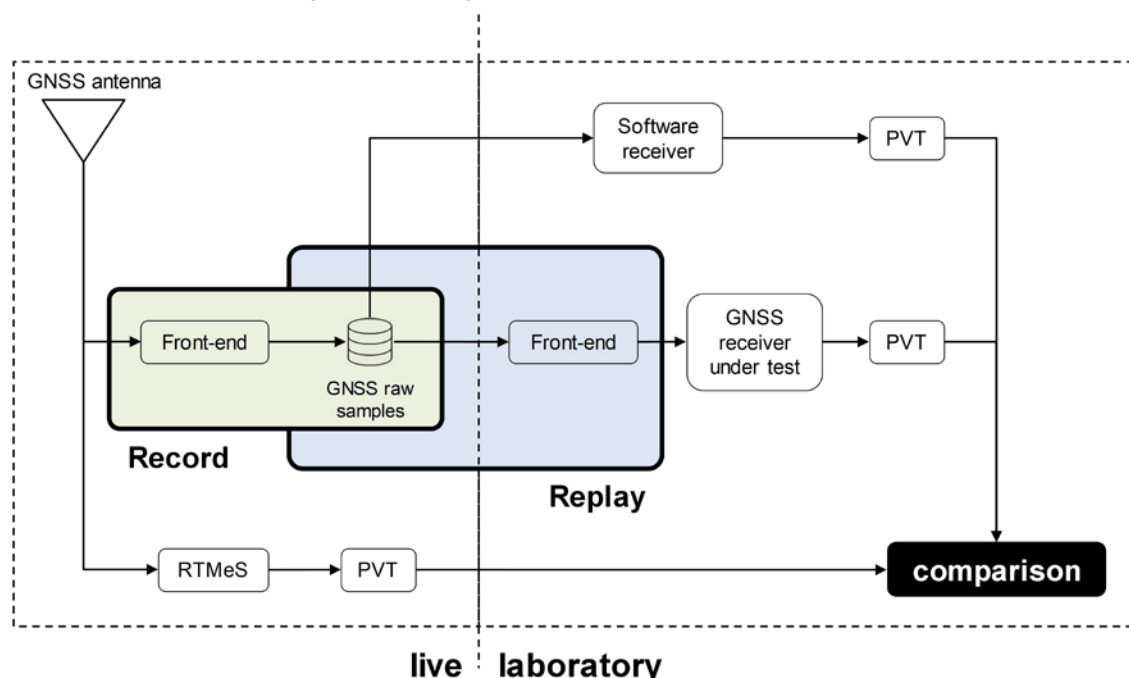 GNSS antenna
Software
receiver
PVT
Front-end
GNSS raw
samples
Front-end
GNSS
receiver
under test
PVT
Record
Replay
RTMeS
PVT
comparison
live
laboratory